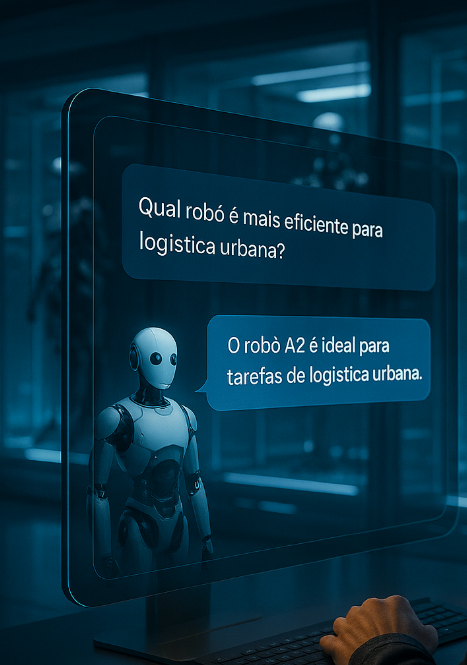 Qual robó é mais eficiente para
logistica urbana?
O robò A2 é ideal para
tarefas de logistica urbana.